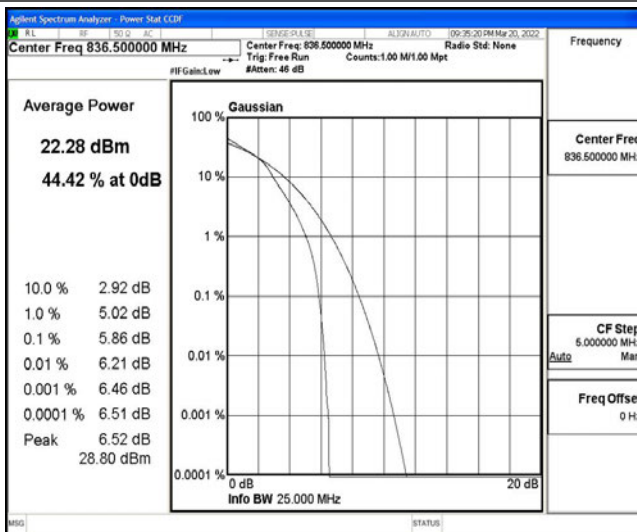 Agilent Spectrum Analyzer - Power Stat CCDF
RL RF 50 Ω AC SENSE:PULSE ALIGN AUTO 09:35:20 PM Mar 20, 2022
Center Freq 836.500000 MHz
Center Freq: 836.500000 MHz Radio Std: None
Trig: Free Run Counts:1.00 M/1.00 Mpt
#IFGain:Low #Atten: 46 dB
Frequency
Average Power
22.28 dBm
44.42 % at 0dB
10.0 % 2.92 dB
1.0 % 5.02 dB
0.1 % 5.86 dB
0.01 % 6.21 dB
0.001 % 6.46 dB
0.0001 % 6.51 dB
Peak 6.52 dB
28.80 dBm
Gaussian
100 %
10 %
1 %
0.1 %
0.01 %
0.001 %
0.0001 %
0 dB 20 dB
Info BW 25.000 MHz
Center Freq
836.500000 MHz
CF Step
5.000000 MHz
Auto Man
Freq Offse
0 Hz
MSG STATUS